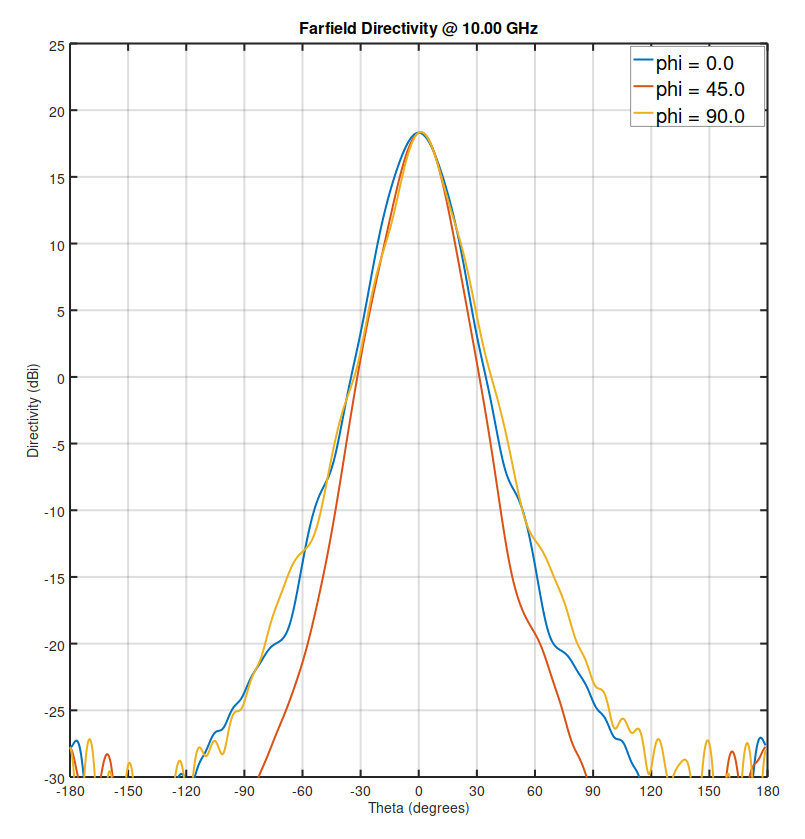 Farfield Directivity @ 10.00 GHz
phi = 0.0
phi = 45.0
phi = 90.0
25
20
15
10
5
0
-5
-10
-15
-20
-25
-30
Directivity (dBi)
-180 -150 -120 -90 -60 -30 0 30 60 90 120 150 180
Theta (degrees)